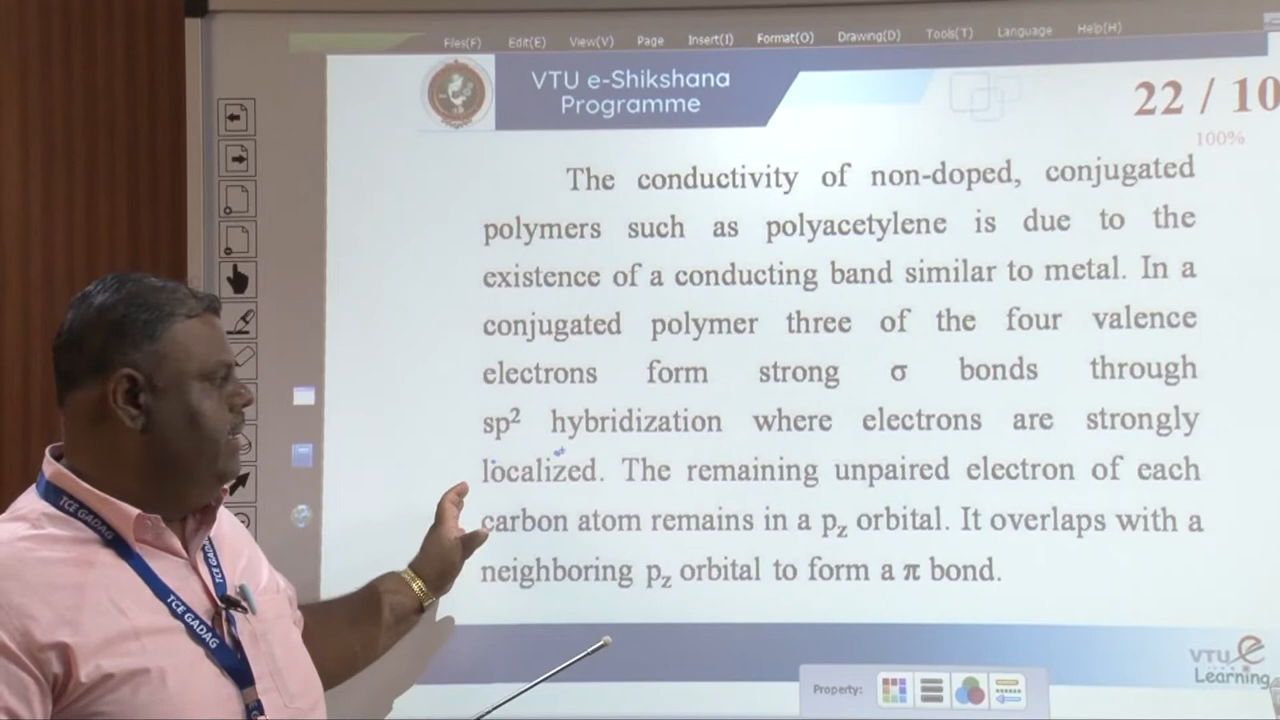 Files(F) Edit(E) View(V) Page Insert(I) Format(O) Drawing(D) Tools(T) Language Help(H)
VTU e-Shikshana
Programme
22 / 10
100%
The conductivity of non-doped, conjugated
polymers such as polyacetylene is due to the
existence of a conducting band similar to metal. In a
conjugated polymer three of the four valence
electrons form strong σ bonds through
sp² hybridization where electrons are strongly
localized. The remaining unpaired electron of each
carbon atom remains in a pz orbital. It overlaps with a
neighboring pz orbital to form a π bond.
TCE GADAG
TCE GADAG
TCE GADAG
Property:
VTU e
Learning